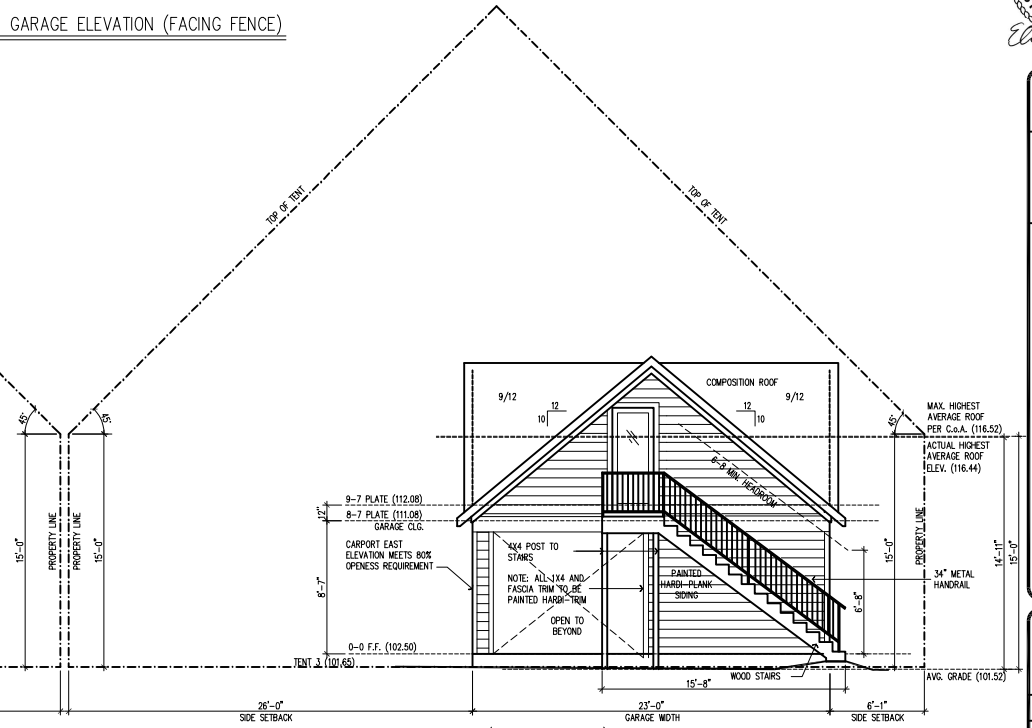 GARAGE ELEVATION (FACING FENCE)
TOP OF TENT
TOP OF TENT
45°
45°
45°
COMPOSITION ROOF
9/12
9/12
12
10
12
10
MAX. HIGHEST
AVERAGE ROOF
PER C.o.A. (116.52)
ACTUAL HIGHEST
AVERAGE ROOF
ELEV. (116.44)
6-8 MIN. HEADROOM
9-7 PLATE (112.08)
8-7 PLATE (111.08)
GARAGE CLG.
12"
CARPORT EAST
ELEVATION MEETS 80%
OPENESS REQUIREMENT
4X4 POST TO
STAIRS
NOTE: ALL 1X4 AND
FASCIA TRIM TO BE
PAINTED HARDI-TRIM
OPEN TO
BEYOND
PAINTED
HARDI-PLANK
SIDING
34" METAL
HANDRAIL
PROPERTY LINE
PROPERTY LINE
PROPERTY LINE
15'-0"
15'-0"
15'-0"
14'-11"
15'-0"
8'-7"
6'-8"
0-0 F.F. (102.50)
TENT 3 (101.65)
AVG. GRADE (101.52)
WOOD STAIRS
15'-8"
26'-0"
SIDE SETBACK
23'-0"
GARAGE WIDTH
6'-1"
SIDE SETBACK